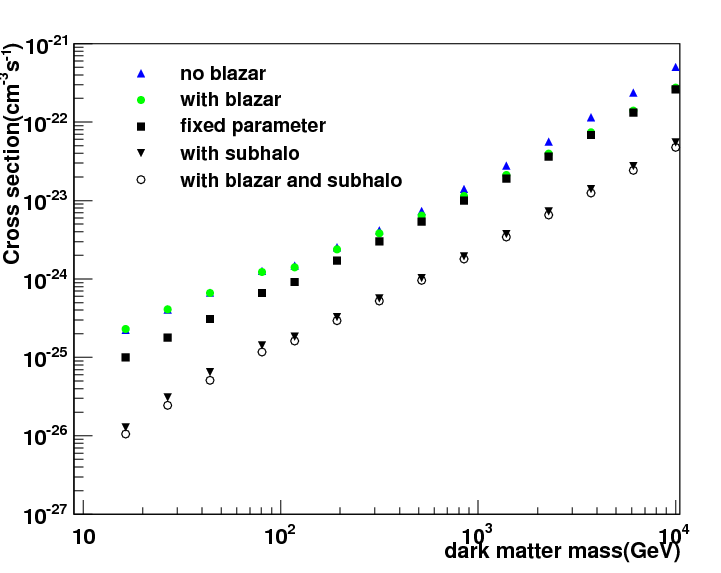 10^-21
no blazar
with blazar
10^-22
fixed parameter
with subhalo
with blazar and subhalo
10^-23
10^-24
10^-25
10^-26
10^-27
Cross section(cm^-3s^-1)
10
10^2
10^3
10^4
dark matter mass(GeV)